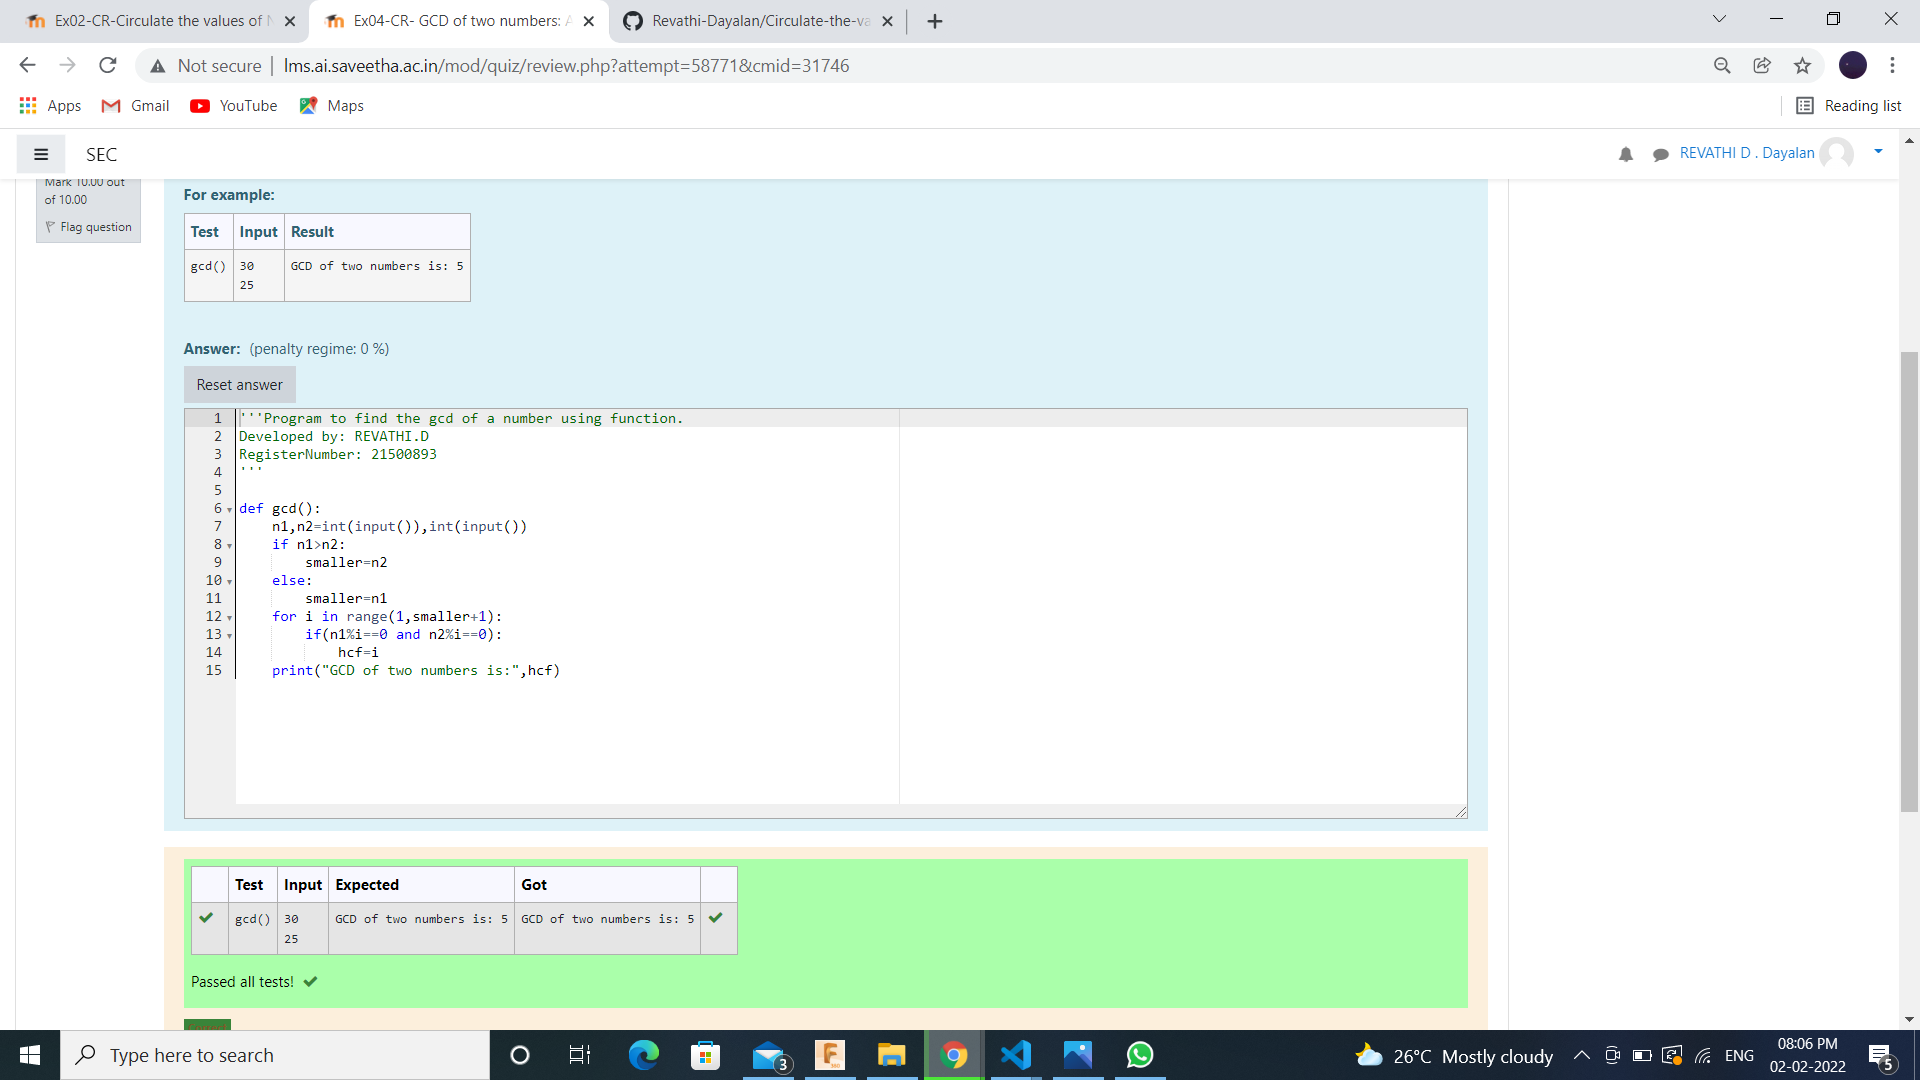 Ex02-CR-Circulate the values of N
Ex04-CR- GCD of two numbers: A
Revathi-Dayalan/Circulate-the-va
Not secure | lms.ai.saveetha.ac.in/mod/quiz/review.php?attempt=58771&cmid=31746
Apps Gmail YouTube Maps Reading list
SEC REVATHI D . Dayalan
Mark 10.00 out
of 10.00
Flag question
For example:
Test Input Result
gcd() 30 GCD of two numbers is: 5
25
Answer: (penalty regime: 0 %)
Reset answer
1 '''Program to find the gcd of a number using function.
2 Developed by: REVATHI.D
3 RegisterNumber: 21500893
4 '''
5
6 def gcd():
7 n1,n2=int(input()),int(input())
8 if n1>n2:
9 smaller=n2
10 else:
11 smaller=n1
12 for i in range(1,smaller+1):
13 if(n1%i==0 and n2%i==0):
14 hcf=i
15 print("GCD of two numbers is:",hcf)
Test Input Expected Got
gcd() 30 GCD of two numbers is: 5 GCD of two numbers is: 5
25
Passed all tests!
Type here to search
3
26°C Mostly cloudy
ENG
08:06 PM
02-02-2022
5